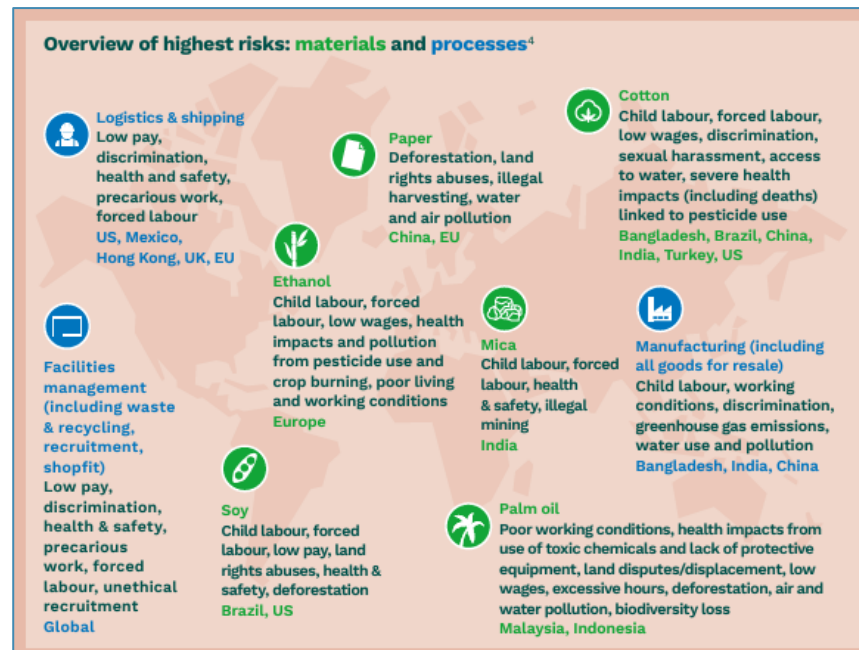 Overview of highest risks: materials and processes4
Logistics & shipping
Low pay,
discrimination,
health and safety,
precarious work,
forced labour
US, Mexico,
Hong Kong, UK, EU
Paper
Deforestation, land
rights abuses, illegal
harvesting, water
and air pollution
China, EU
Cotton
Child labour, forced labour,
low wages, discrimination,
sexual harassment, access
to water, severe health
impacts (including deaths)
linked to pesticide use
Bangladesh, Brazil, China,
India, Turkey, US
Ethanol
Child labour, forced
labour, low wages, health
impacts and pollution
from pesticide use and
crop burning, poor living
and working conditions
Europe
Mica
Child labour, forced
labour, health
& safety, illegal
mining
India
Manufacturing (including
all goods for resale)
Child labour, working
conditions, discrimination,
greenhouse gas emissions,
water use and pollution
Bangladesh, India, China
Facilities
management
(including waste
& recycling,
recruitment,
shopfit)
Low pay,
discrimination,
health & safety,
precarious
work, forced
labour, unethical
recruitment
Global
Soy
Child labour, forced
labour, low pay, land
rights abuses, health &
safety, deforestation
Brazil, US
Palm oil
Poor working conditions, health impacts from
use of toxic chemicals and lack of protective
equipment, land disputes/displacement, low
wages, excessive hours, deforestation, air and
water pollution, biodiversity loss
Malaysia, Indonesia